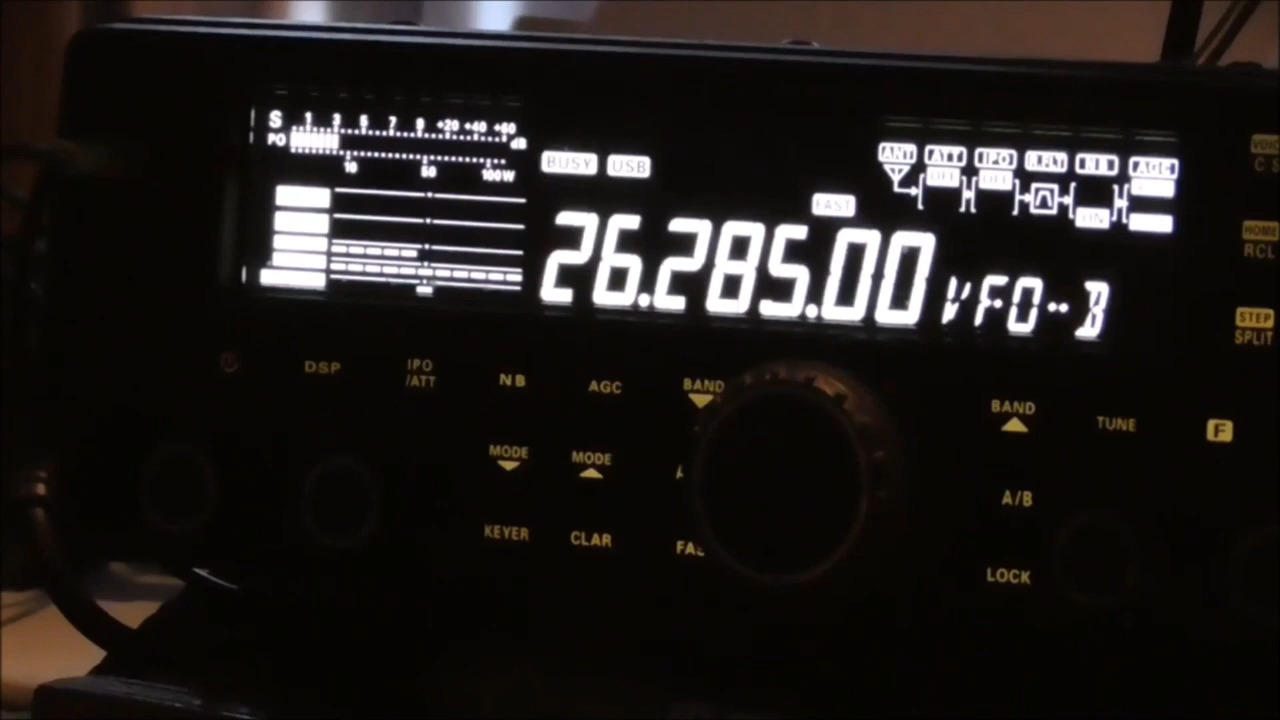 S 1 3 5 7 9 +20 +40 +60
PO dB
10 50 100W
BUSY USB
ANT ATT IPO R.FLT NB AGC
OFF OFF
ON
FAST
26.285.00 VFO--B
HOME
RCL
STEP
SPLIT
DSP
IPO
/ATT
NB
AGC
BAND
BAND
TUNE
F
MODE
MODE
A/B
KEYER
CLAR
LOCK